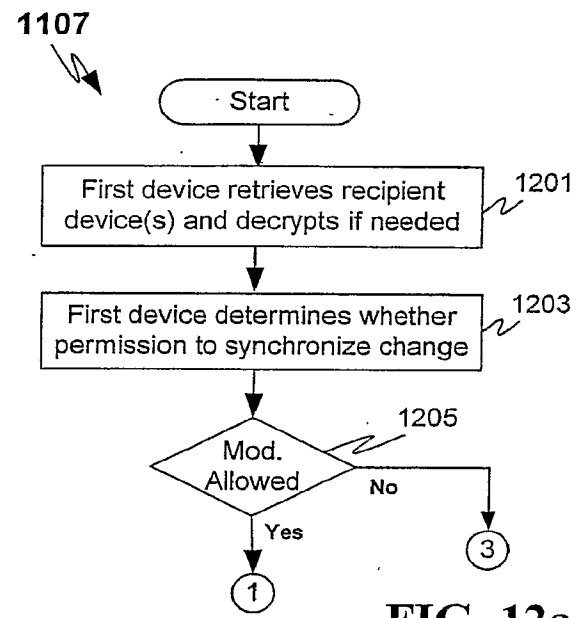 1107
Start
First device retrieves recipient
device(s) and decrypts if needed
1201
First device determines whether
permission to synchronize change
1203
1205
Mod.
Allowed
No
Yes
3
1